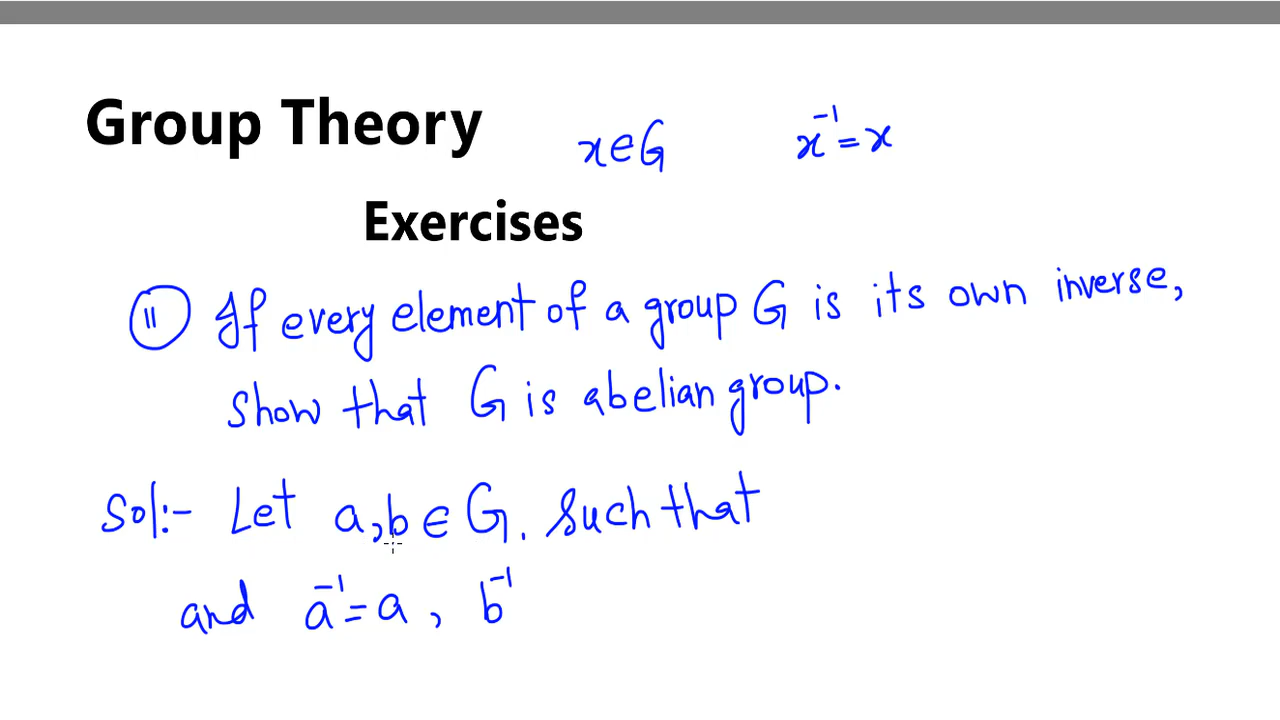 Group Theory
x∈G x⁻¹=x
Exercises
11 If every element of a group G is its own inverse,
show that G is abelian group.
Sol:- Let a,b ∈ G. such that
and a⁻¹=a, b⁻¹